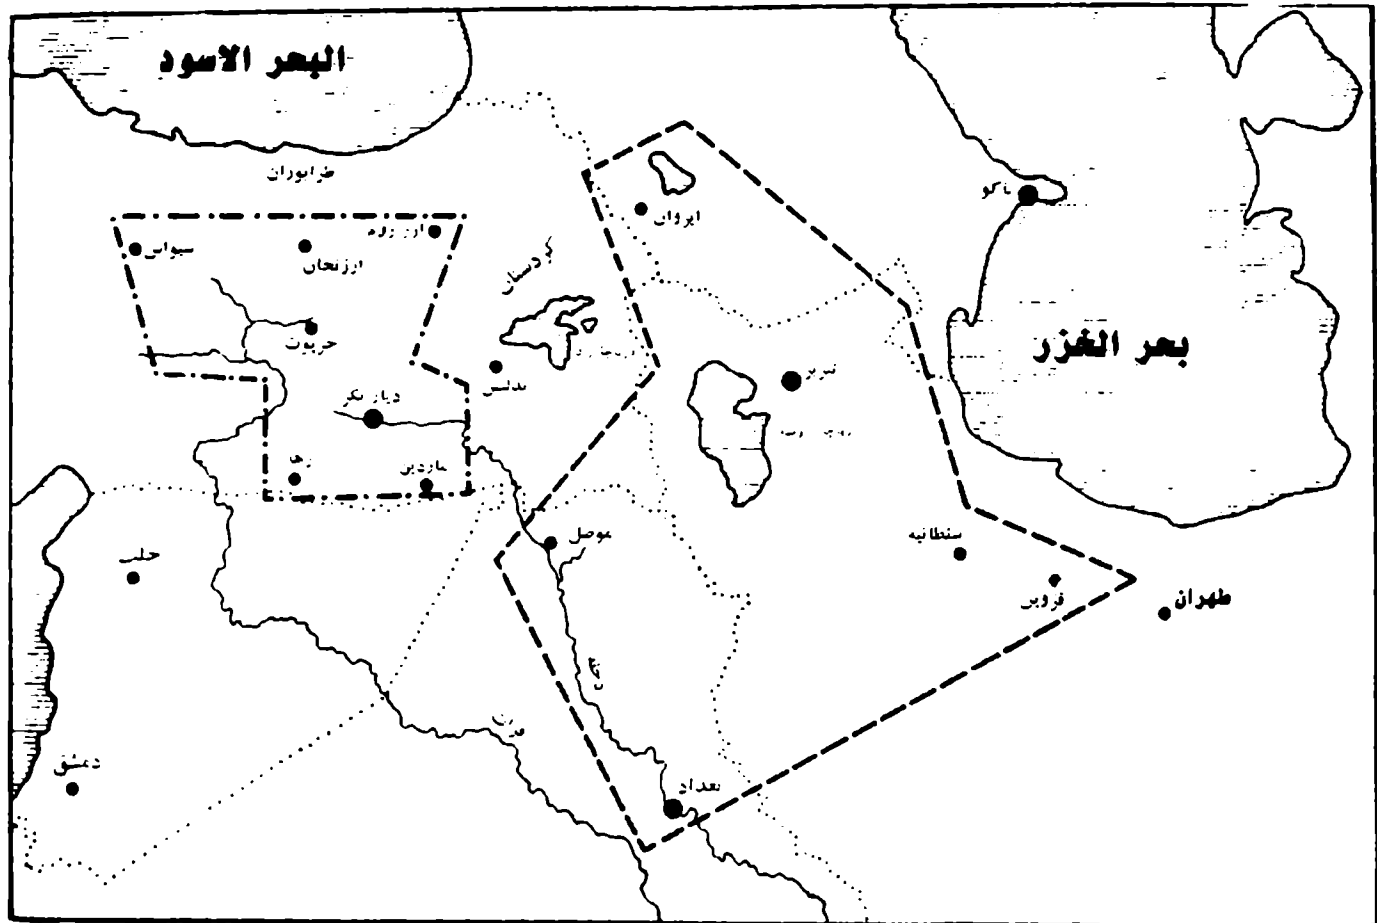 البحر الاسود
طرابوزان
باكو
ايروان
ارزروم
سيواس
ارزنجان
كردستان
خربوت
بحر الخزر
تبريز
بدليس
ديار بكر
رها
ماردين
موصل
سلطانيه
حلب
قزوين
طهران
دجلة
فرات
دمشق
بغداد